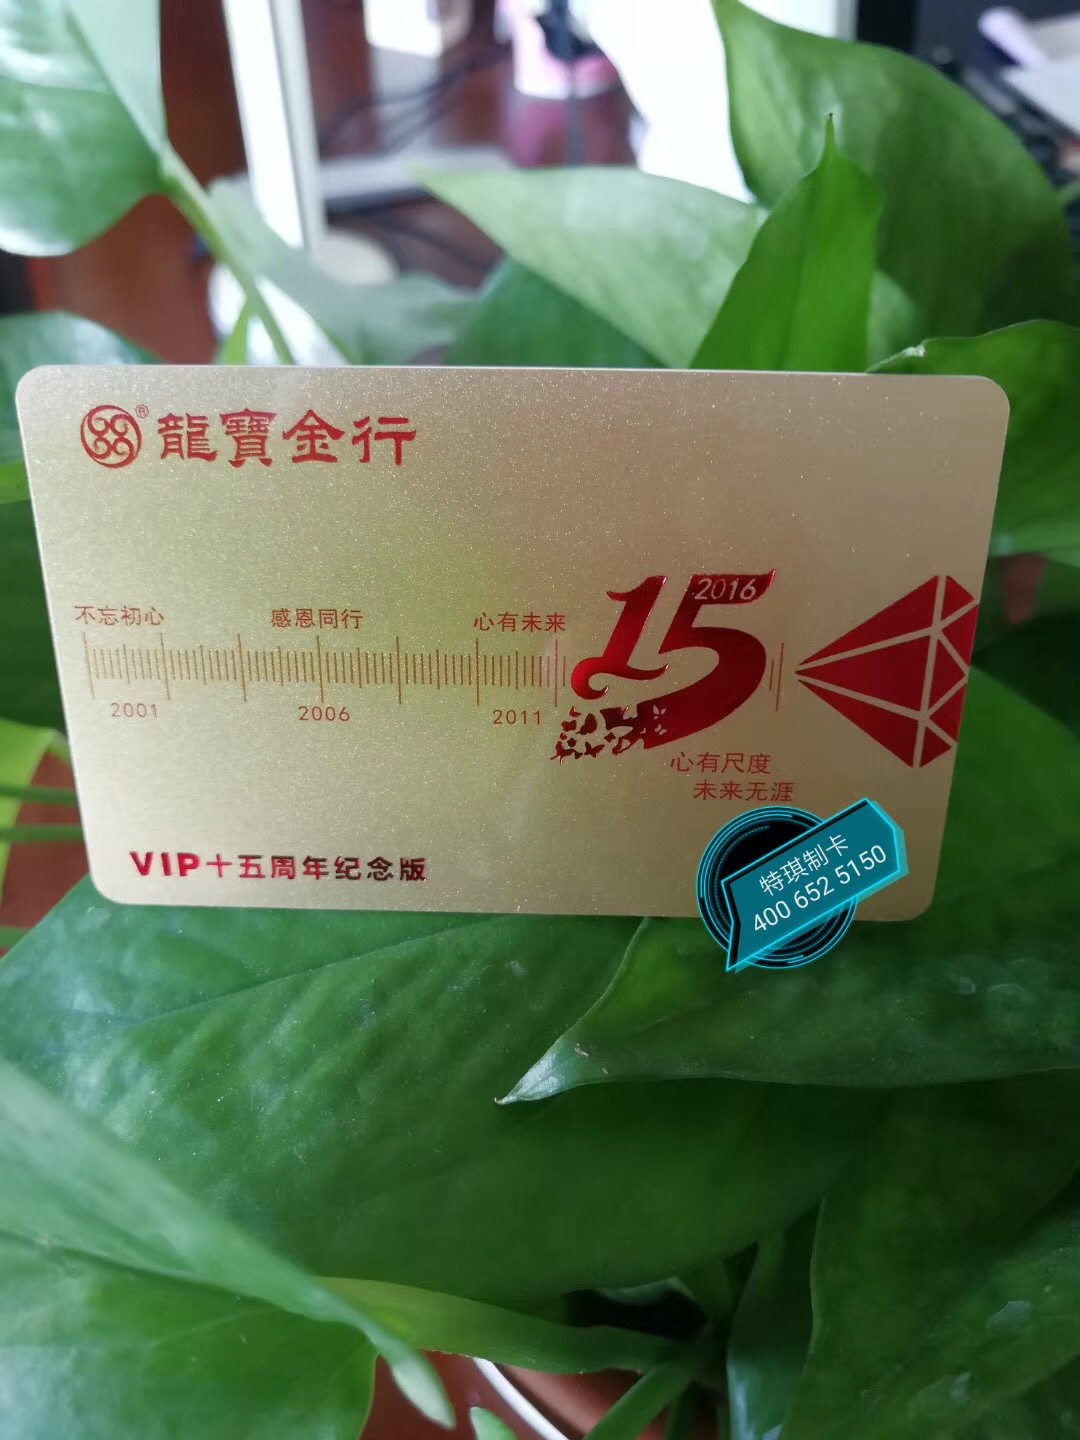 ®龍寶金行
不忘初心 感恩同行 心有未来
2001 2006 2011
15
2016
心有尺度
未来无涯
VIP十五周年纪念版
特琪制卡
400 652 5150